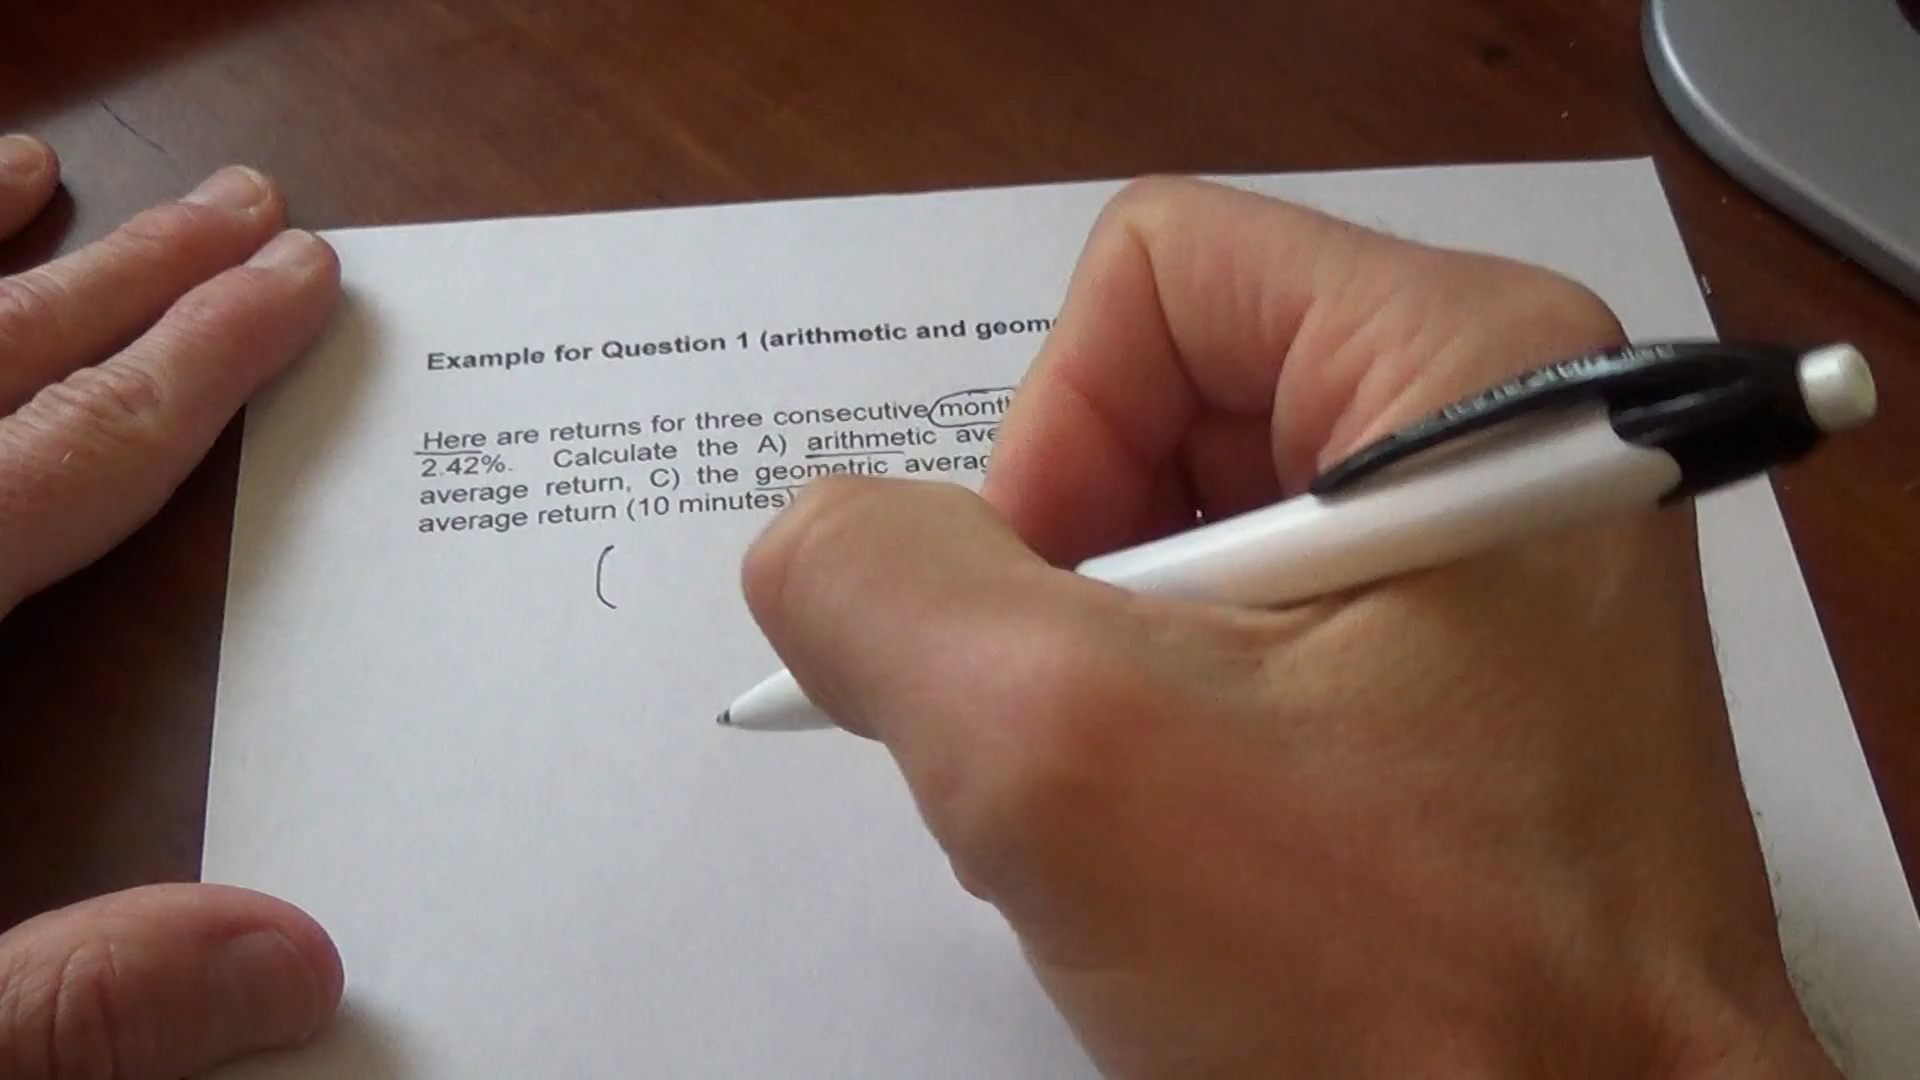 Example for Question 1 (arithmetic and geom
Here are returns for three consecutive month
2.42%. Calculate the A) arithmetic ave
average return, C) the geometric averag
average return (10 minutes)
(